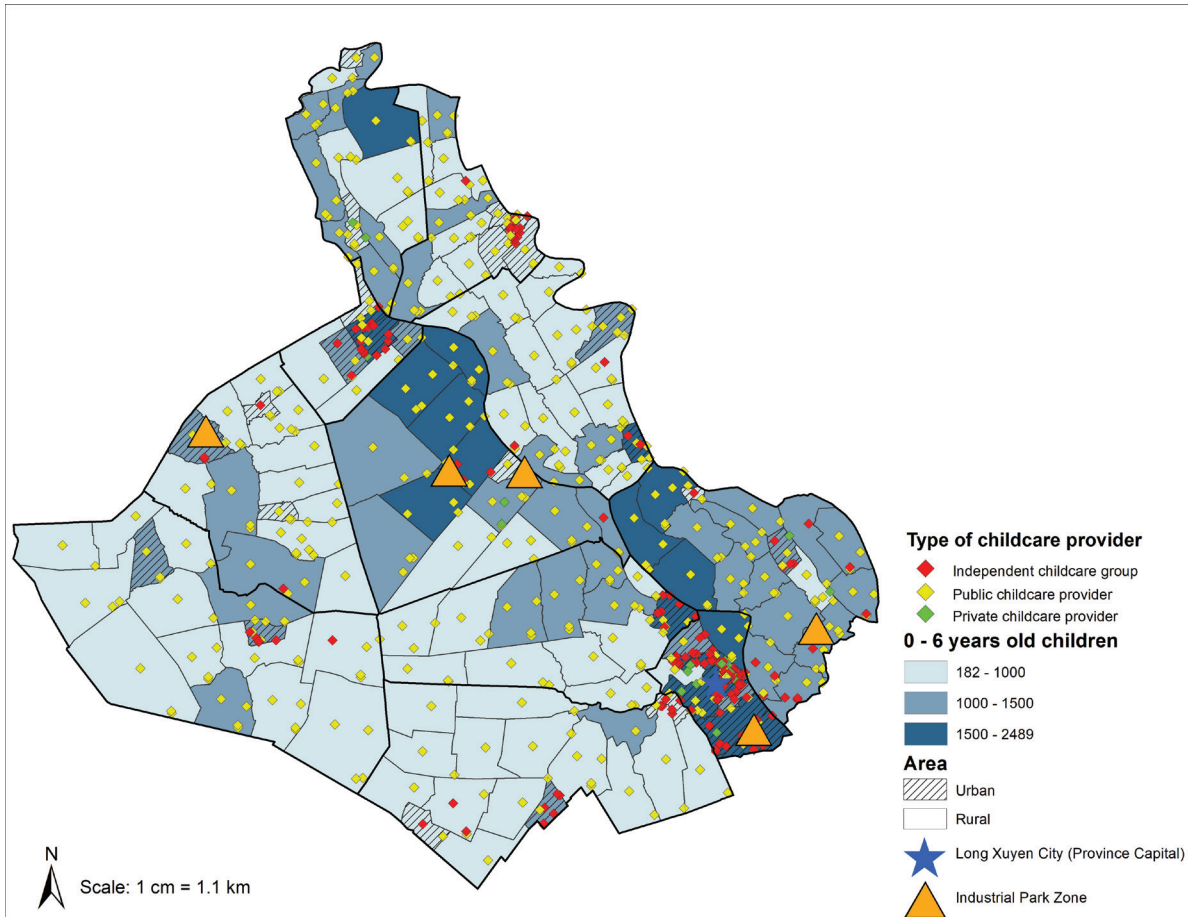 Type of childcare provider
Independent childcare group
Public childcare provider
Private childcare provider
0 - 6 years old children
182 - 1000
1000 - 1500
1500 - 2489
Area
Urban
Rural
Long Xuyen City (Province Capital)
Industrial Park Zone
N
Scale: 1 cm = 1.1 km